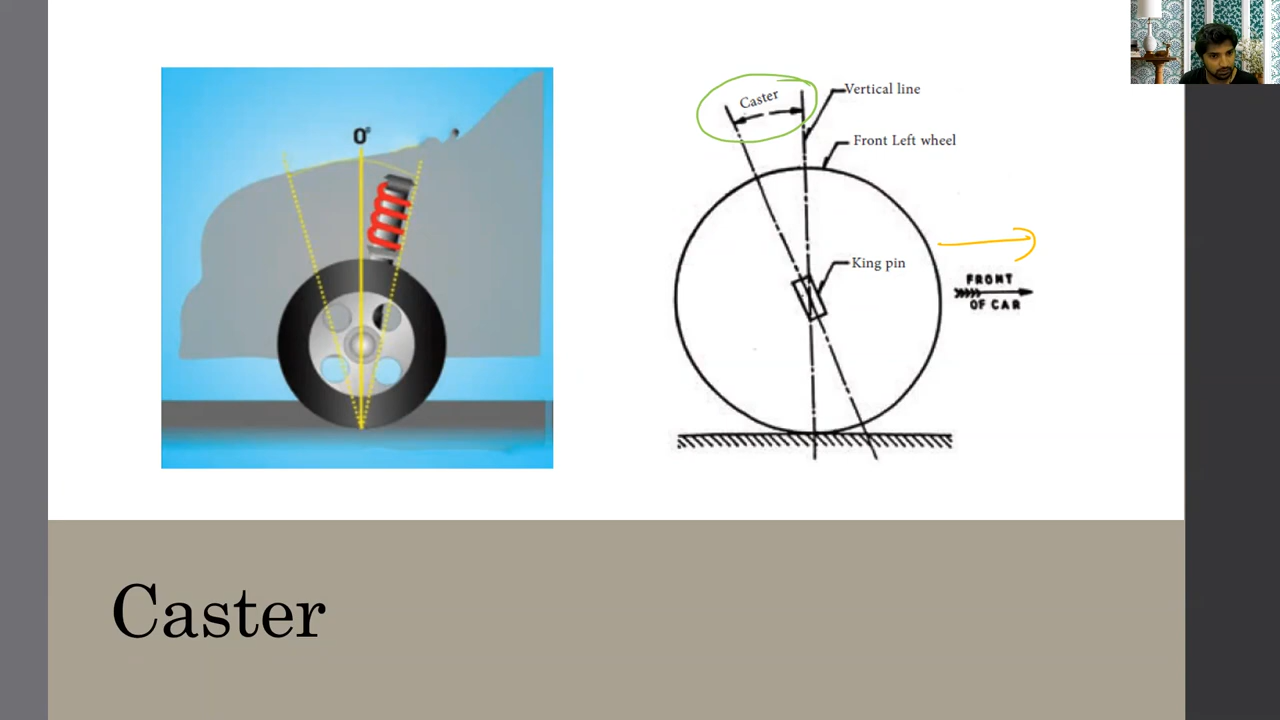 0°
Caster
Vertical line
Front Left wheel
King pin
FRONT
OF CAR
Caster